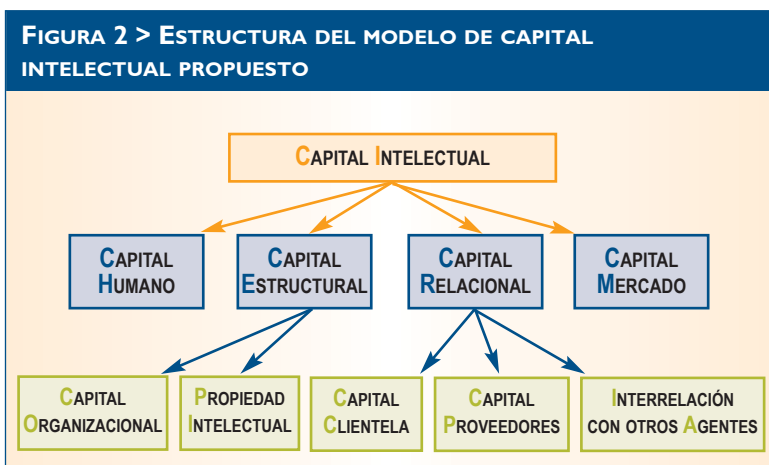 FIGURA 2 > ESTRUCTURA DEL MODELO DE CAPITAL
INTELECTUAL PROPUESTO
CAPITAL INTELECTUAL
CAPITAL
HUMANO
CAPITAL
ESTRUCTURAL
CAPITAL
RELACIONAL
CAPITAL
MERCADO
CAPITAL
ORGANIZACIONAL
PROPIEDAD
INTELECTUAL
CAPITAL
CLIENTELA
CAPITAL
PROVEEDORES
INTERRELACIÓN
CON OTROS AGENTES